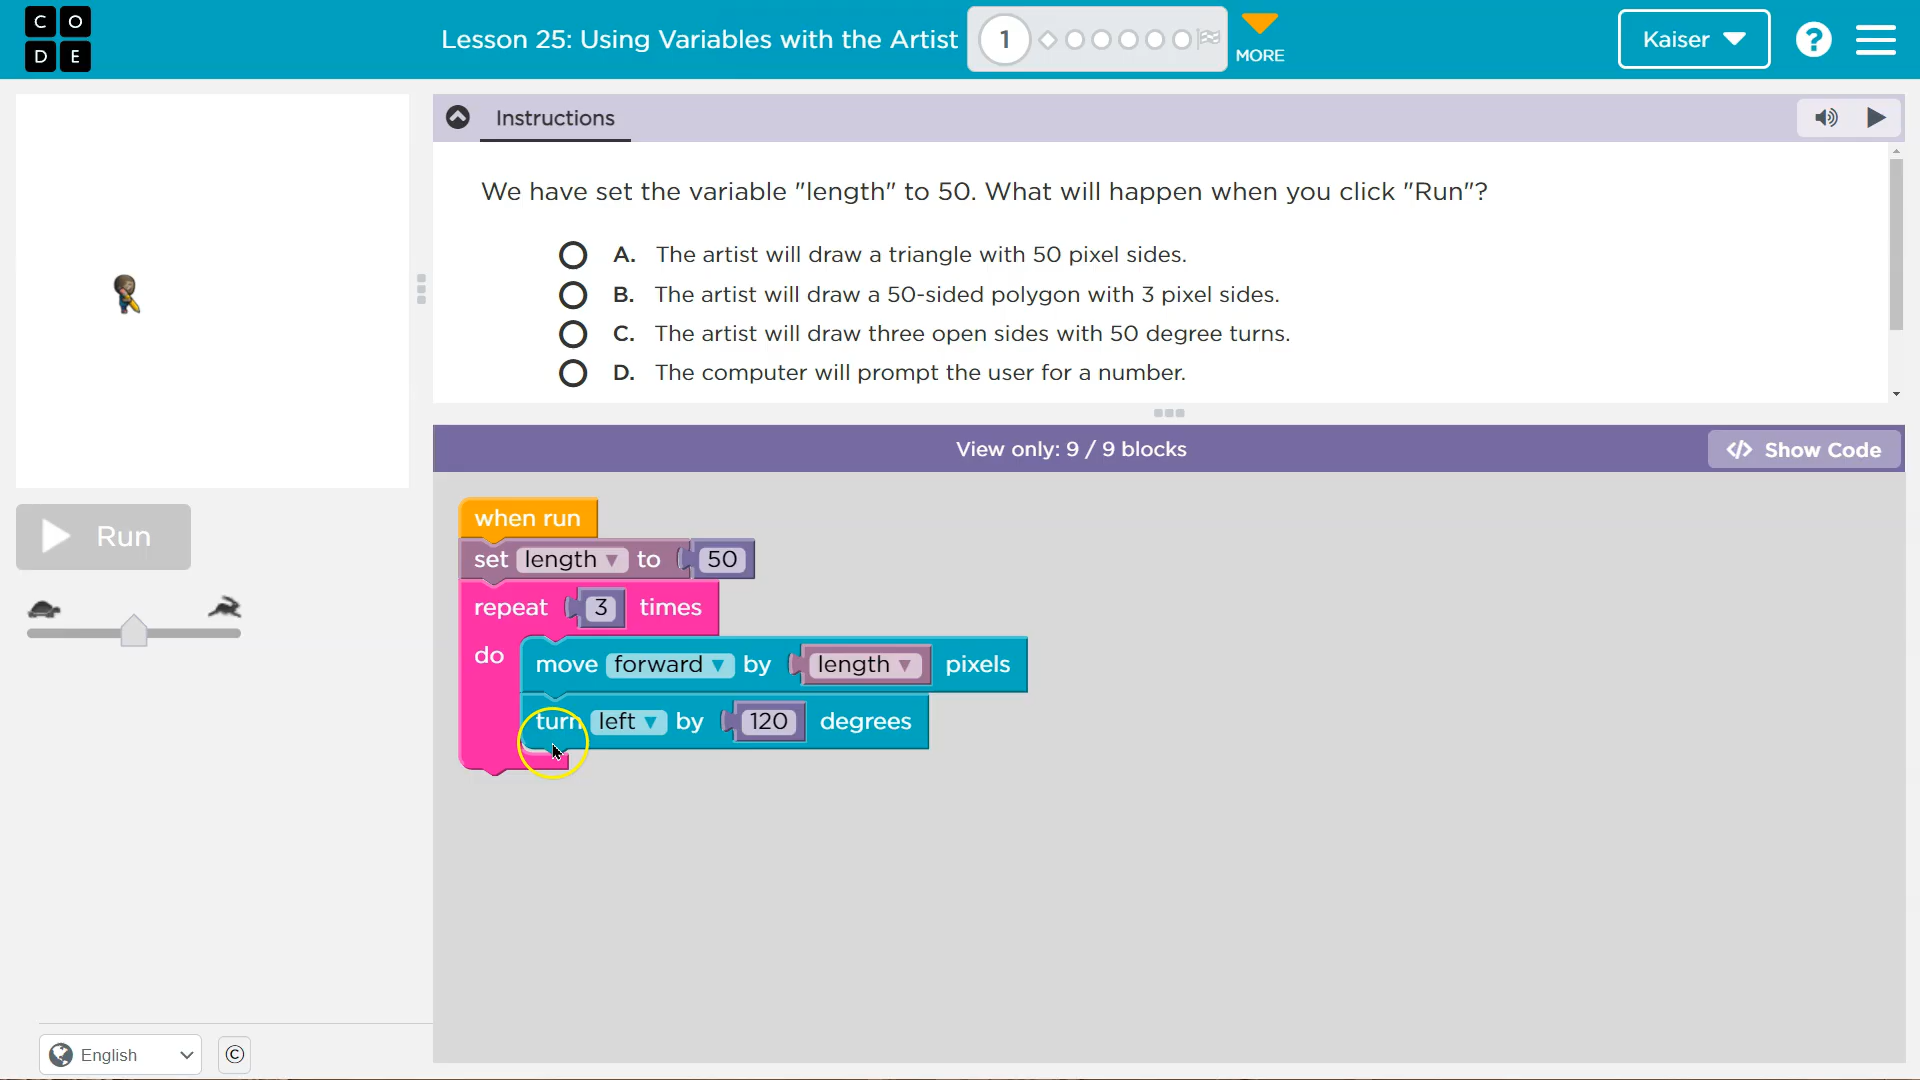 C O
D E
Lesson 25: Using Variables with the Artist
1
MORE
Kaiser
?
Instructions
We have set the variable "length" to 50. What will happen when you click "Run"?
A. The artist will draw a triangle with 50 pixel sides.
B. The artist will draw a 50-sided polygon with 3 pixel sides.
C. The artist will draw three open sides with 50 degree turns.
D. The computer will prompt the user for a number.
View only: 9 / 9 blocks
</> Show Code
Run
when run
set length to 50
repeat 3 times
do
move forward by length pixels
turn left by 120 degrees
English
©